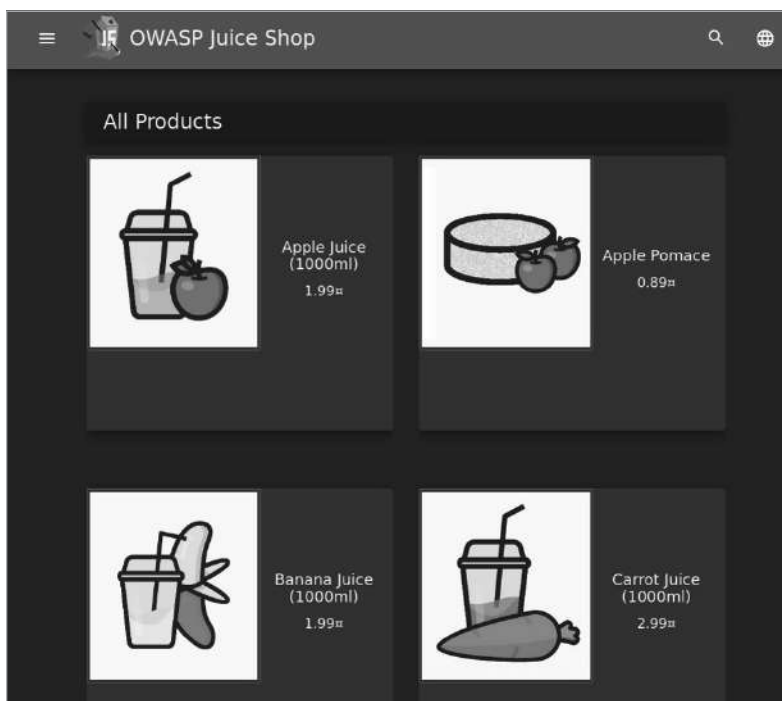 OWASP Juice Shop
All Products
Apple Juice
(1000ml)
1.99¤
Apple Pomace
0.89¤
Banana Juice
(1000ml)
1.99¤
Carrot Juice
(1000ml)
2.99¤